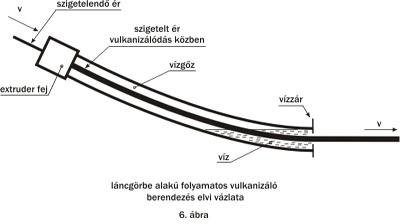 v
szigetelendő ér
szigetelt ér
vulkanizálódás közben
vízgőz
extruder fej
vízzár
v
víz
láncgörbe alakú folyamatos vulkanizáló
berendezés elvi vázlata
6. ábra